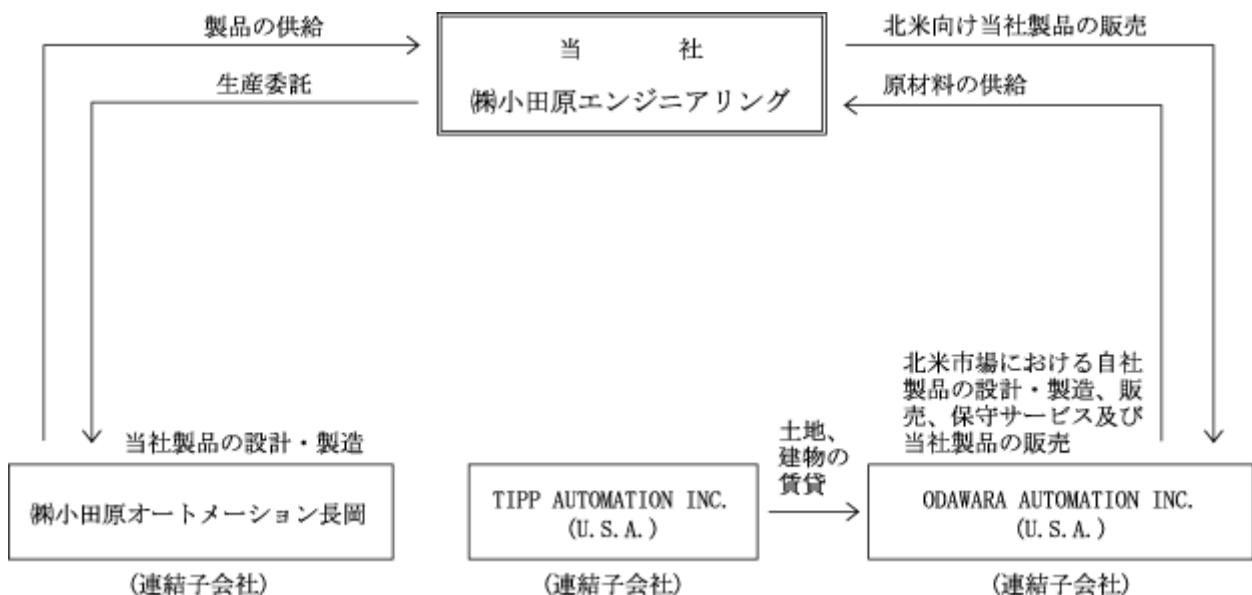 製品の供給
生産委託
当　　　社
㈱小田原エンジニアリング
北米向け当社製品の販売
原材料の供給
当社製品の設計・製造
㈱小田原オートメーション長岡
(連結子会社)
TIPP AUTOMATION INC.
(U.S.A.)
(連結子会社)
土地、
建物の
賃貸
北米市場における自社
製品の設計・製造、販
売、保守サービス及び
当社製品の販売
ODAWARA AUTOMATION INC.
(U.S.A.)
(連結子会社)